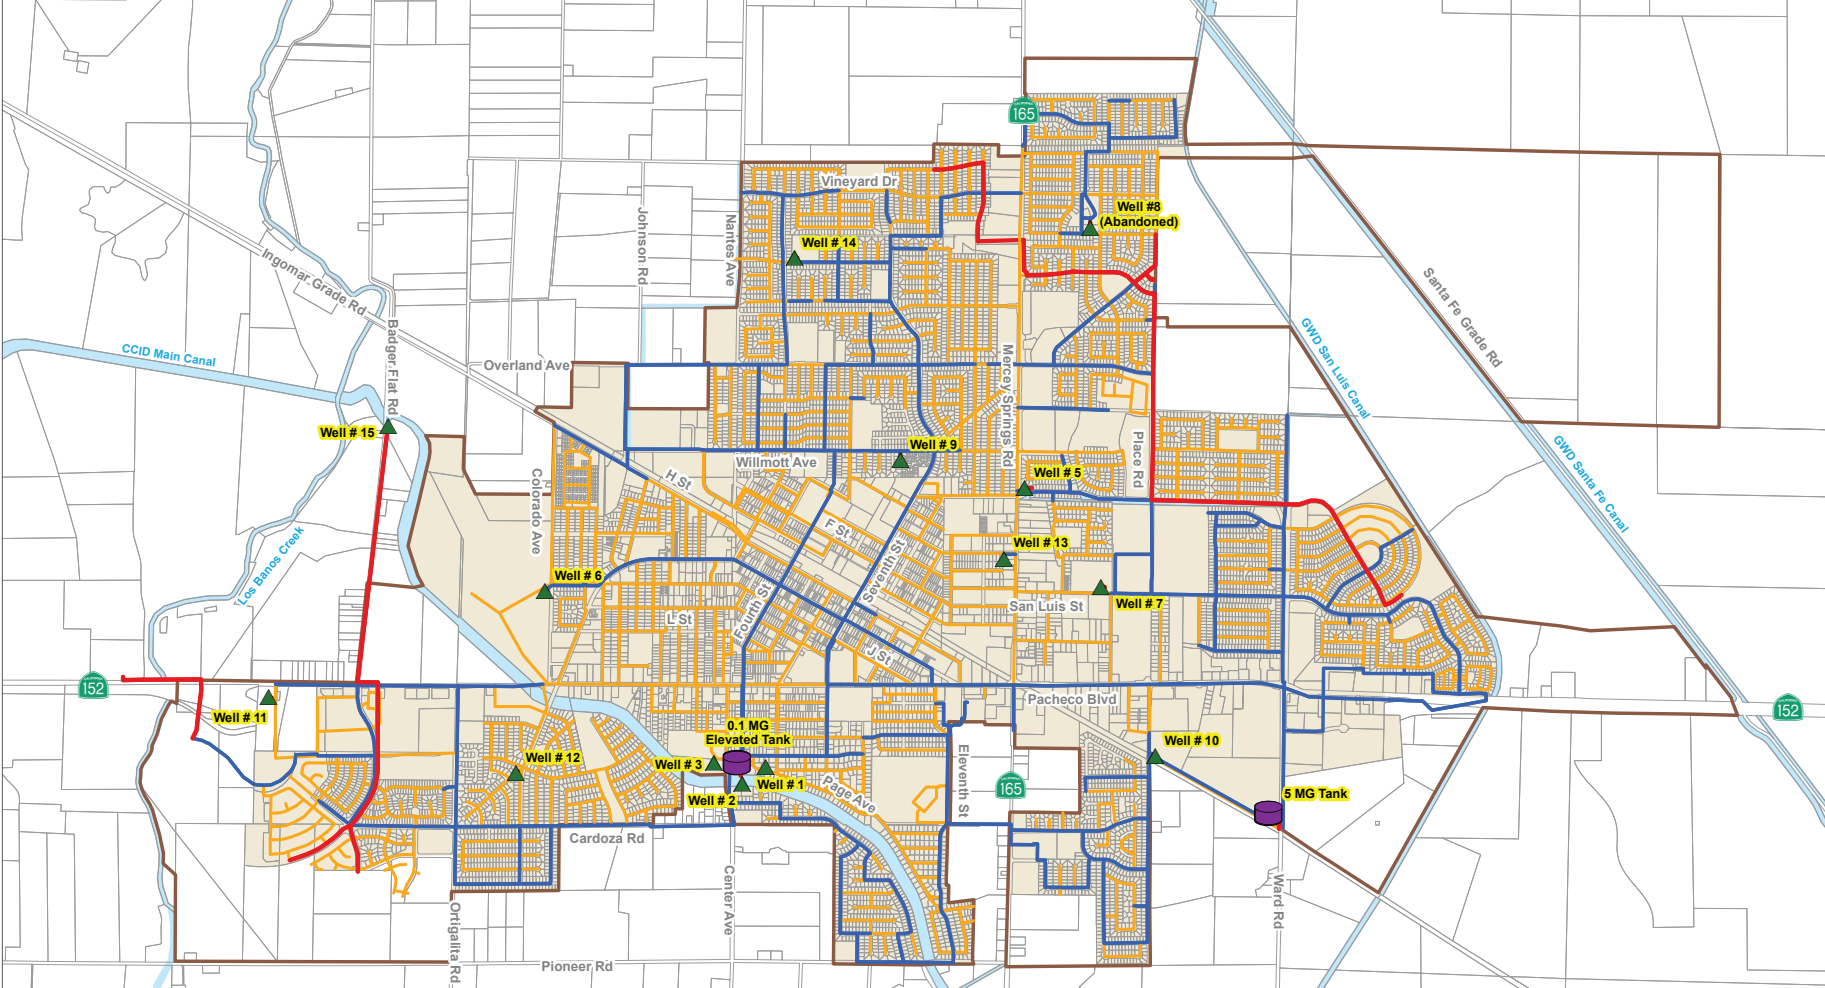 165
Vineyard Dr
Well #8
(Abandoned)
Johnson Rd
Nantes Ave
Well # 14
Ingomar Grade Rd
Santa Fe Grade Rd
CCID Main Canal
Badger Flat Rd
Overland Ave
Mercey Springs Rd
GWD San Luis Canal
Well # 15
Well # 9
Place Rd
GWD Santa Fe Canal
Willmott Ave
H St
Well # 5
Colorado Ave
F St
Seventh St
Well # 13
Los Banos Creek
Well # 6
Fourth St
San Luis St
Well # 7
L St
J St
152
Well # 11
Pacheco Blvd
152
0.1 MG
Elevated Tank
Well # 10
Well # 12
Well # 3
Well # 1
Well # 2
Page Ave
Eleventh St
165
5 MG Tank
Cardoza Rd
Center Ave
Ortigalita Rd
Ward Rd
Pioneer Rd